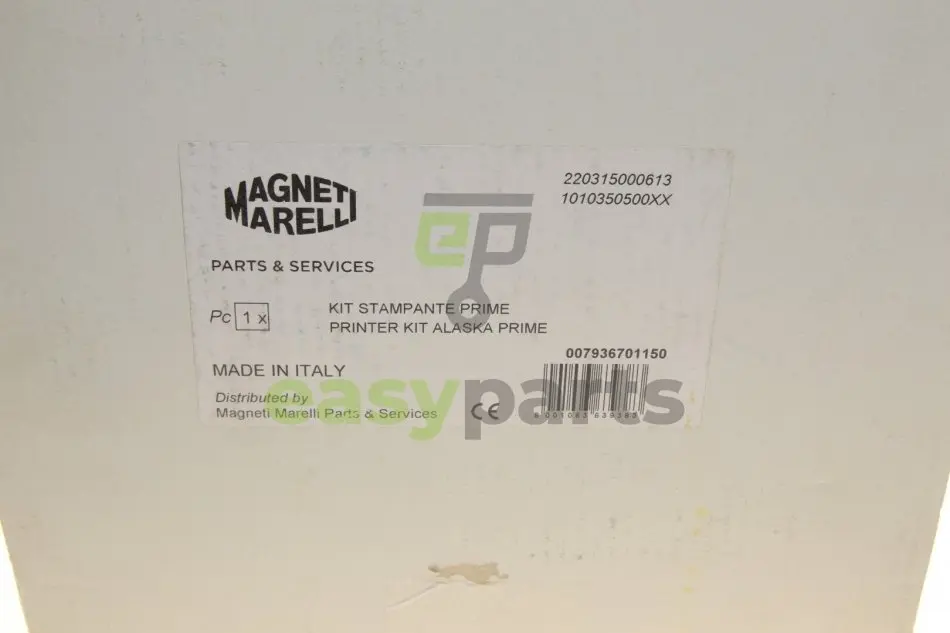 MAGNETI
MARELLI
220315000613
1010350500XX
ep
PARTS & SERVICES
Pc 1 x
KIT STAMPANTE PRIME
PRINTER KIT ALASKA PRIME
007936701150
MADE IN ITALY
easyparts
Distributed by
Magneti Marelli Parts & Services
CE